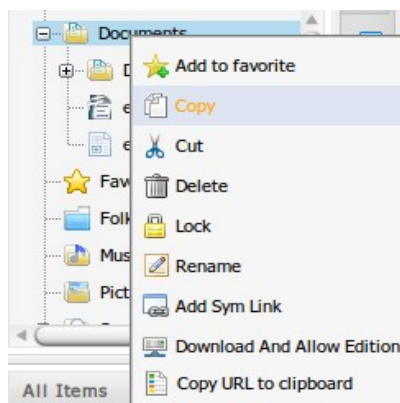 Documents
Add to favorite
Copy
Cut
Delete
Lock
Rename
Add Sym Link
Download And Allow Edition
Copy URL to clipboard
All Items